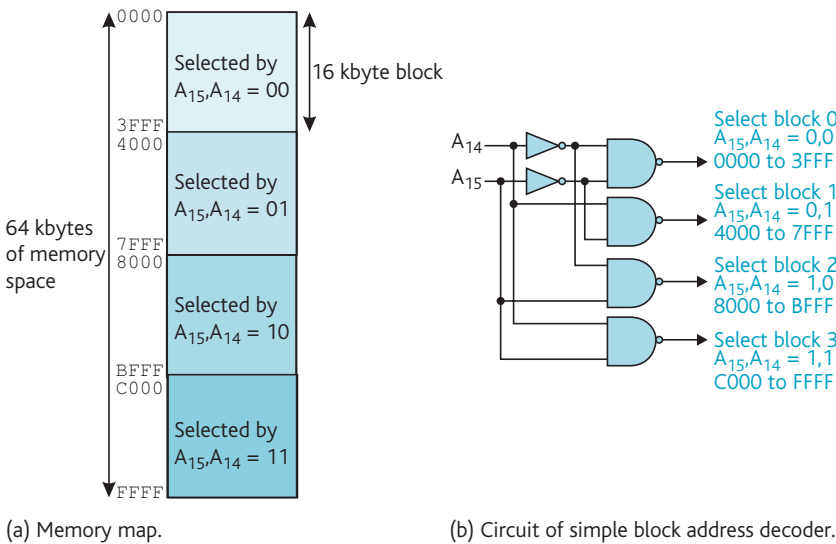 0000
Selected by
A15,A14 = 00
16 kbyte block
3FFF
4000
Selected by
A15,A14 = 01
64 kbytes
of memory
space
7FFF
8000
Selected by
A15,A14 = 10
BFFF
C000
Selected by
A15,A14 = 11
FFFF
(a) Memory map.
A14
A15
Select block 0
A15,A14 = 0,0
0000 to 3FFF
Select block 1
A15,A14 = 0,1
4000 to 7FFF
Select block 2
A15,A14 = 1,0
8000 to BFFF
Select block 3
A15,A14 = 1,1
C000 to FFFF
(b) Circuit of simple block address decoder.